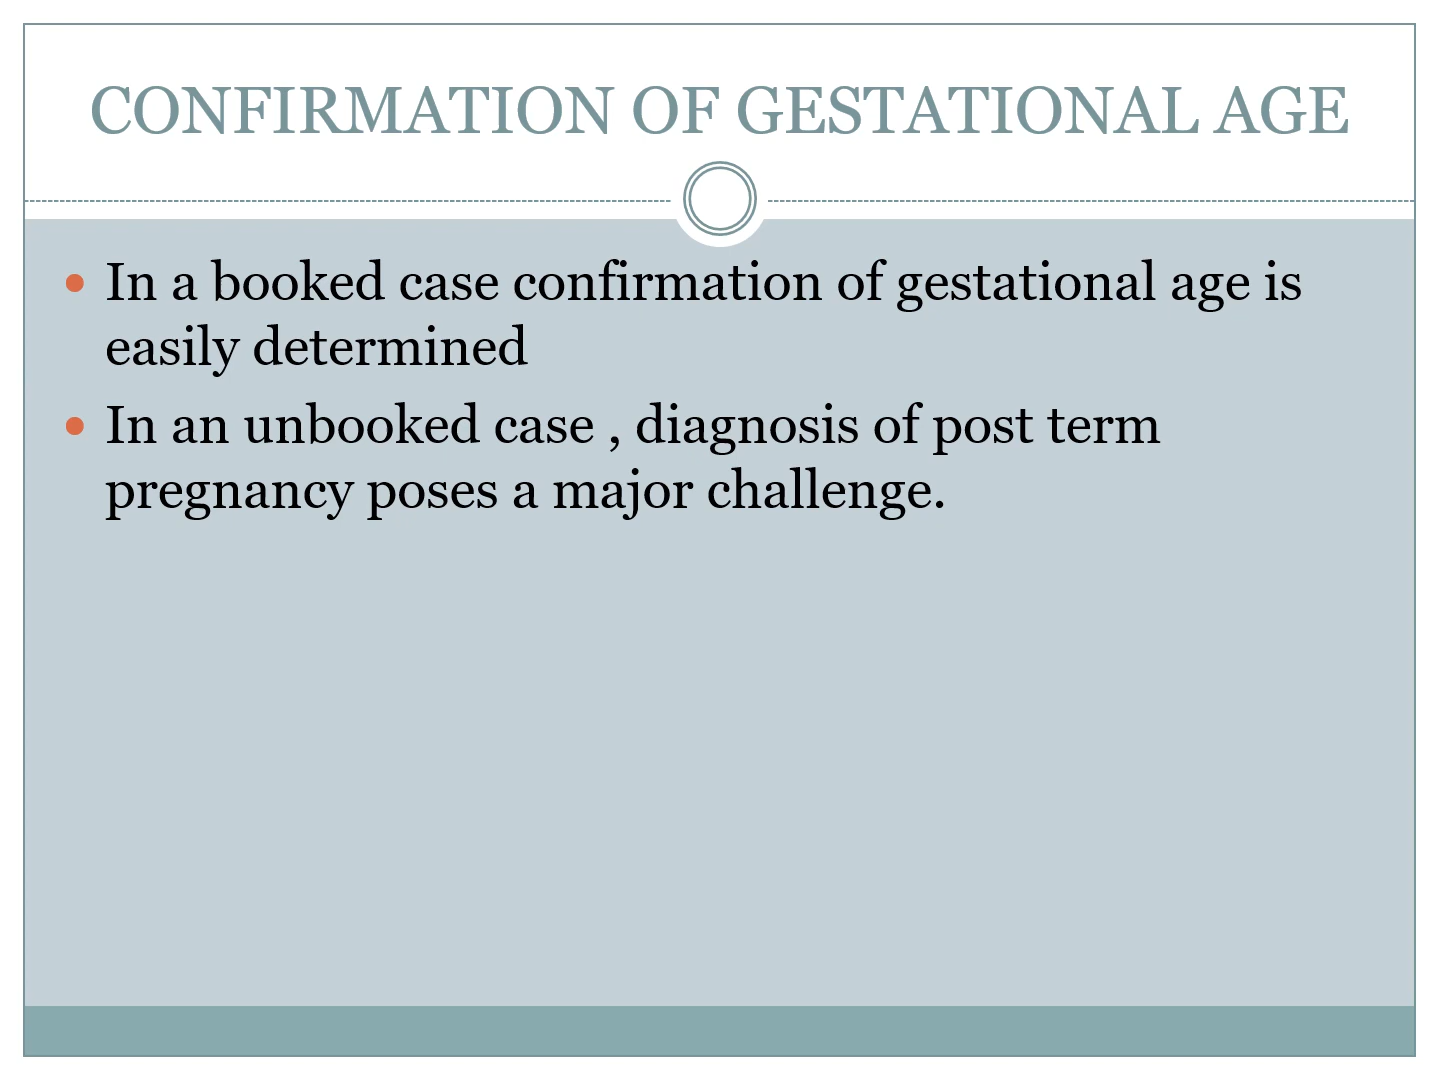 CONFIRMATION OF GESTATIONAL AGE
• In a booked case confirmation of gestational age is
easily determined
• In an unbooked case , diagnosis of post term
pregnancy poses a major challenge.